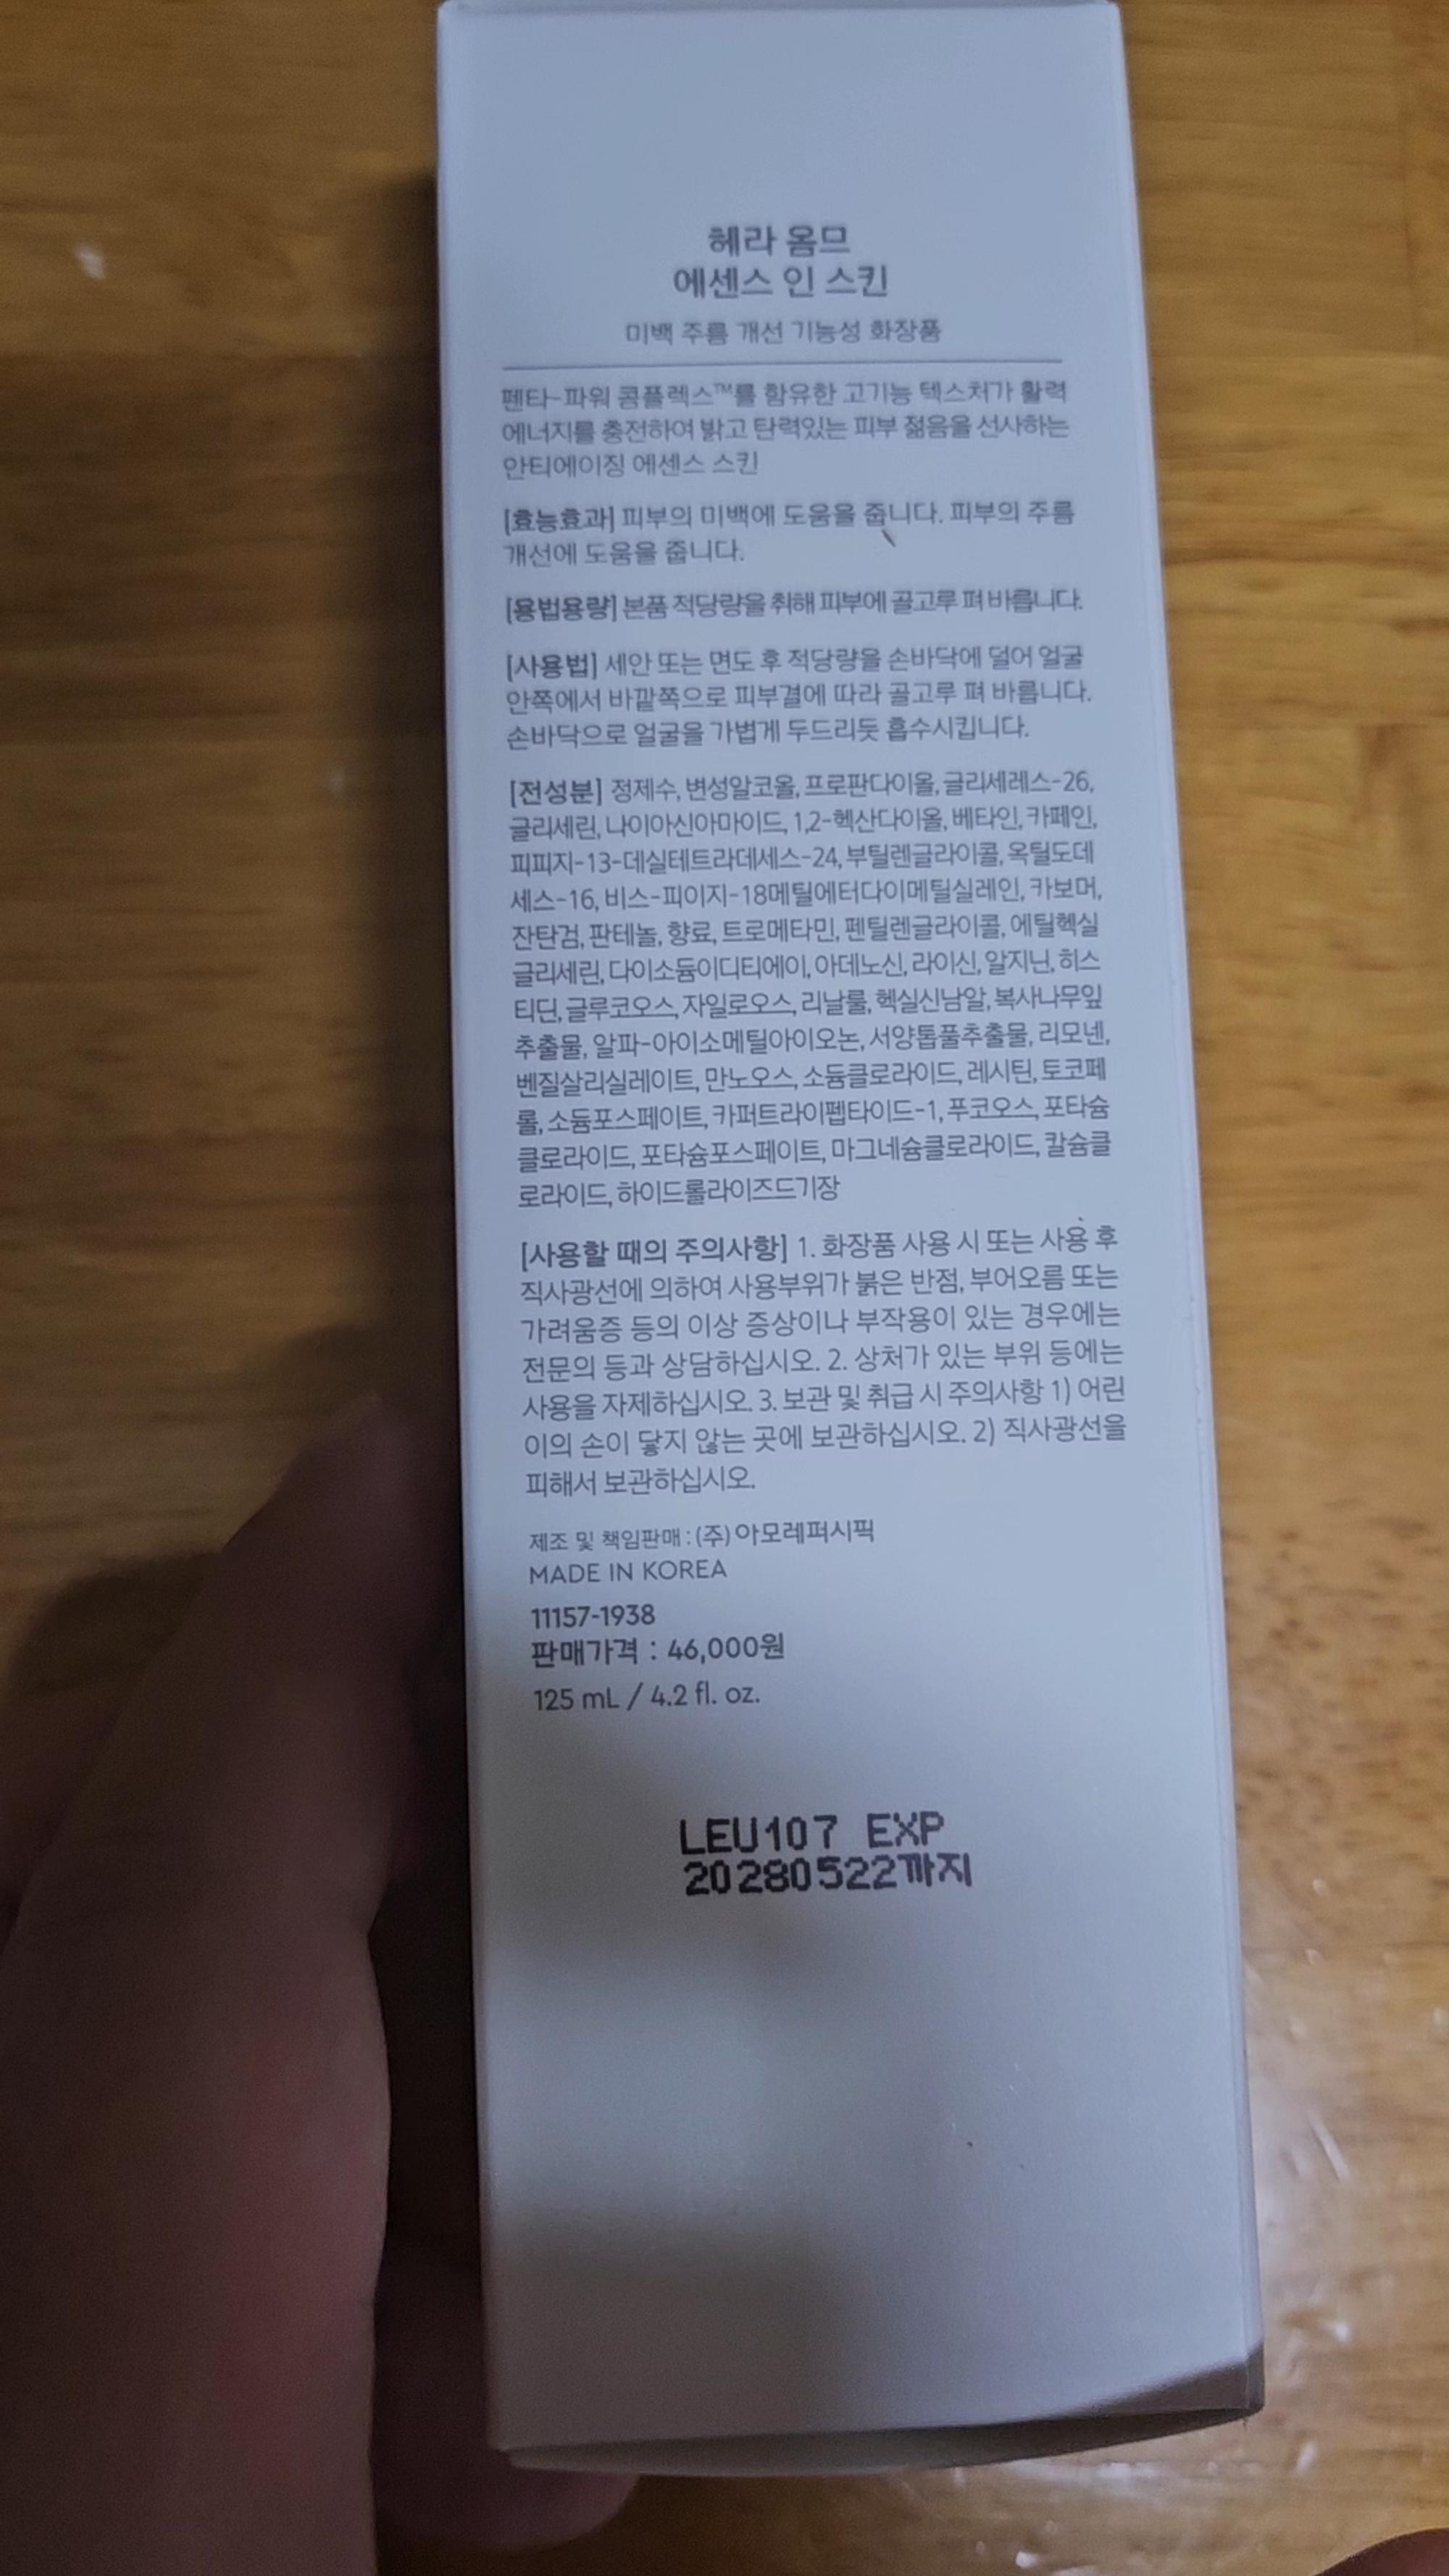 헤라 옴므
에센스 인 스킨
미백 주름 개선 기능성 화장품
펜타-파워 콤플렉스™를 함유한 고기능 텍스처가 활력
에너지를 충전하여 밝고 탄력있는 피부 젊음을 선사하는
안티에이징 에센스 스킨
[효능효과] 피부의 미백에 도움을 줍니다. 피부의 주름
개선에 도움을 줍니다.
[용법용량] 본품 적당량을 취해 피부에 골고루 펴 바릅니다.
[사용법] 세안 또는 면도 후 적당량을 손바닥에 덜어 얼굴
안쪽에서 바깥쪽으로 피부결에 따라 골고루 펴 바릅니다.
손바닥으로 얼굴을 가볍게 두드리듯 흡수시킵니다.
[전성분] 정제수, 변성알코올, 프로판다이올, 글리세레스-26,
글리세린, 나이아신아마이드, 1,2-헥산다이올, 베타인, 카페인,
피피지-13-데실테트라데세스-24, 부틸렌글라이콜, 옥틸도데
세스-16, 비스-피이지-18메틸에터다이메틸실레인, 카보머,
잔탄검, 판테놀, 향료, 트로메타민, 펜틸렌글라이콜, 에틸헥실
글리세린, 다이소듐이디티에이, 아데노신, 라이신, 알지닌, 히스
티딘, 글루코오스, 자일로오스, 리날룰, 헥실신남알, 복사나무잎
추출물, 알파-아이소메틸아이오논, 서양톱풀추출물, 리모넨,
벤질살리실레이트, 만노오스, 소듐클로라이드, 레시틴, 토코페
롤, 소듐포스페이트, 카퍼트라이펩타이드-1, 푸코오스, 포타슘
클로라이드, 포타슘포스페이트, 마그네슘클로라이드, 칼슘클
로라이드, 하이드롤라이즈드기장
[사용할 때의 주의사항] 1. 화장품 사용 시 또는 사용 후
직사광선에 의하여 사용부위가 붉은 반점, 부어오름 또는
가려움증 등의 이상 증상이나 부작용이 있는 경우에는
전문의 등과 상담하십시오. 2. 상처가 있는 부위 등에는
사용을 자제하십시오. 3. 보관 및 취급 시 주의사항 1) 어린
이의 손이 닿지 않는 곳에 보관하십시오. 2) 직사광선을
피해서 보관하십시오.
제조 및 책임판매 : (주) 아모레퍼시픽
MADE IN KOREA
11157-1938
판매가격 : 46,000원
125 mL / 4.2 fl. oz.
LEU107 EXP
20280522까지